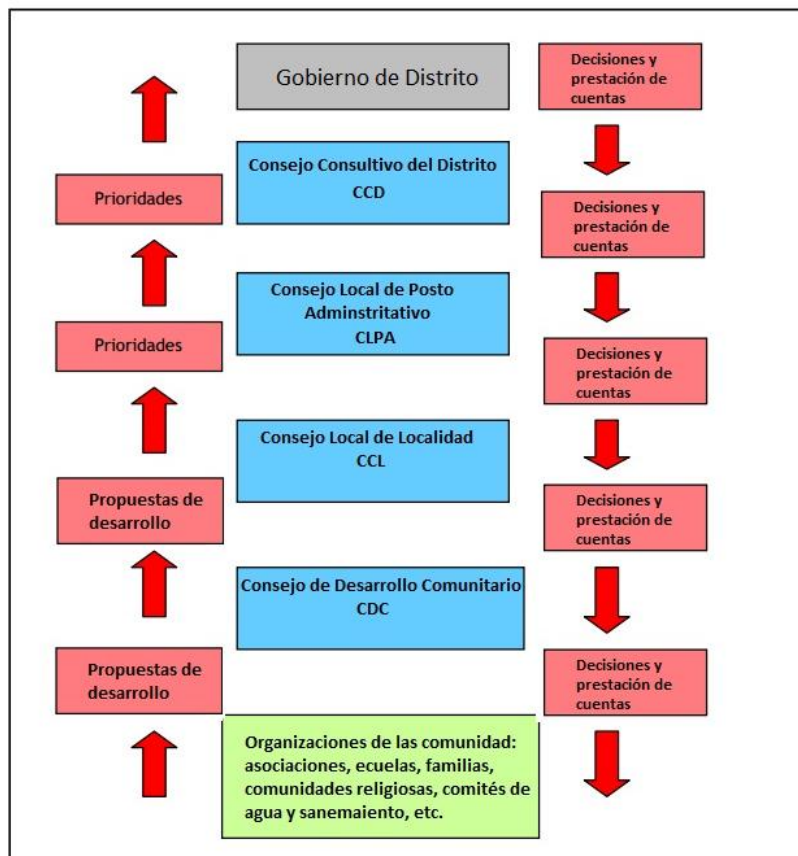 Gobierno de Distrito
Decisiones y
prestación de
cuentas
Consejo Consultivo del Distrito
CCD
Prioridades
Decisiones y
prestación de
cuentas
Consejo Local de Posto
Adminstritativo
CLPA
Prioridades
Decisiones y
prestación de
cuentas
Consejo Local de Localidad
CCL
Propuestas de
desarrollo
Decisiones y
prestación de
cuentas
Consejo de Desarrollo Comunitario
CDC
Propuestas de
desarrollo
Decisiones y
prestación de
cuentas
Organizaciones de las comunidad:
asociaciones, ecuelas, familias,
comunidades religiosas, comités de
agua y sanemaiento, etc.